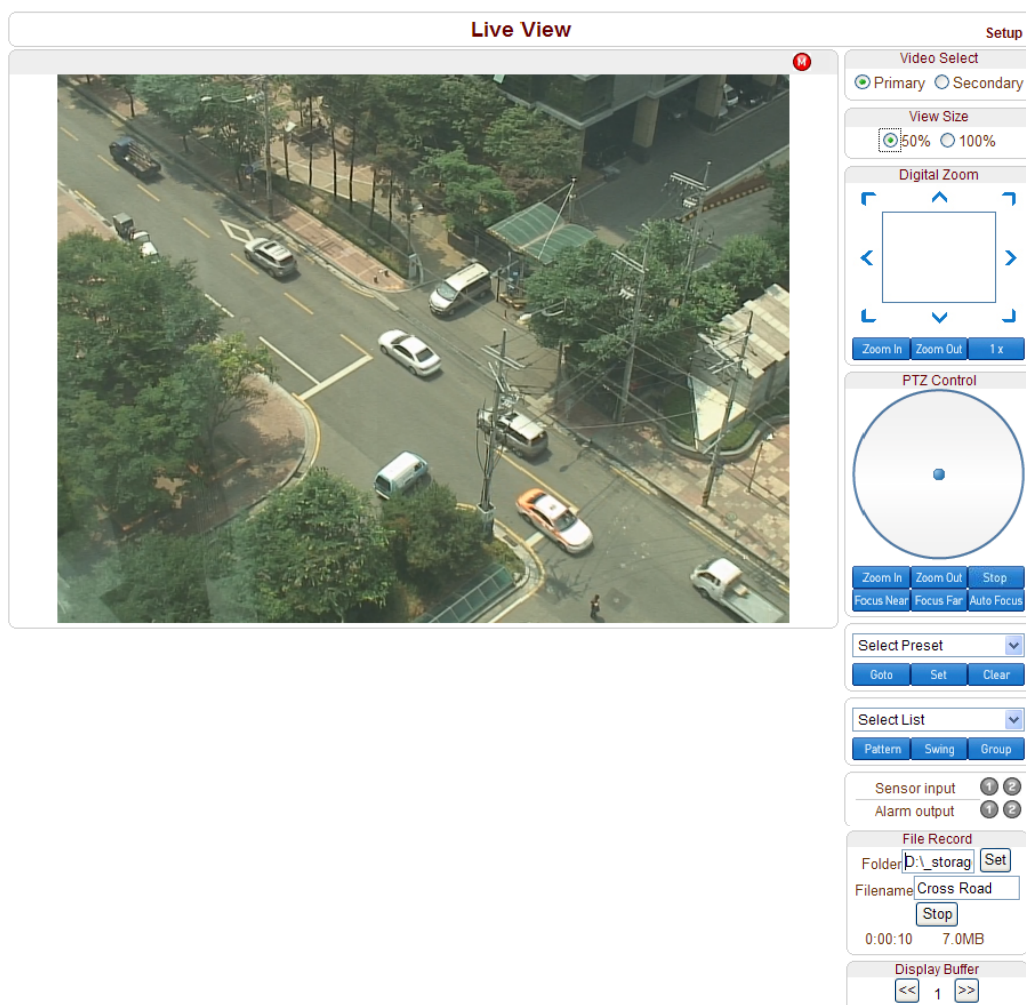 Live View
Setup
M
Video Select
Primary Secondary
View Size
50% 100%
Digital Zoom
Zoom In Zoom Out 1 x
PTZ Control
Zoom In Zoom Out Stop
Focus Near Focus Far Auto Focus
Select Preset
Goto Set Clear
Select List
Pattern Swing Group
Sensor input 1 2
Alarm output 1 2
File Record
Folder D:\_storag Set
Filename Cross Road
Stop
0:00:10 7.0MB
Display Buffer
<< 1 >>